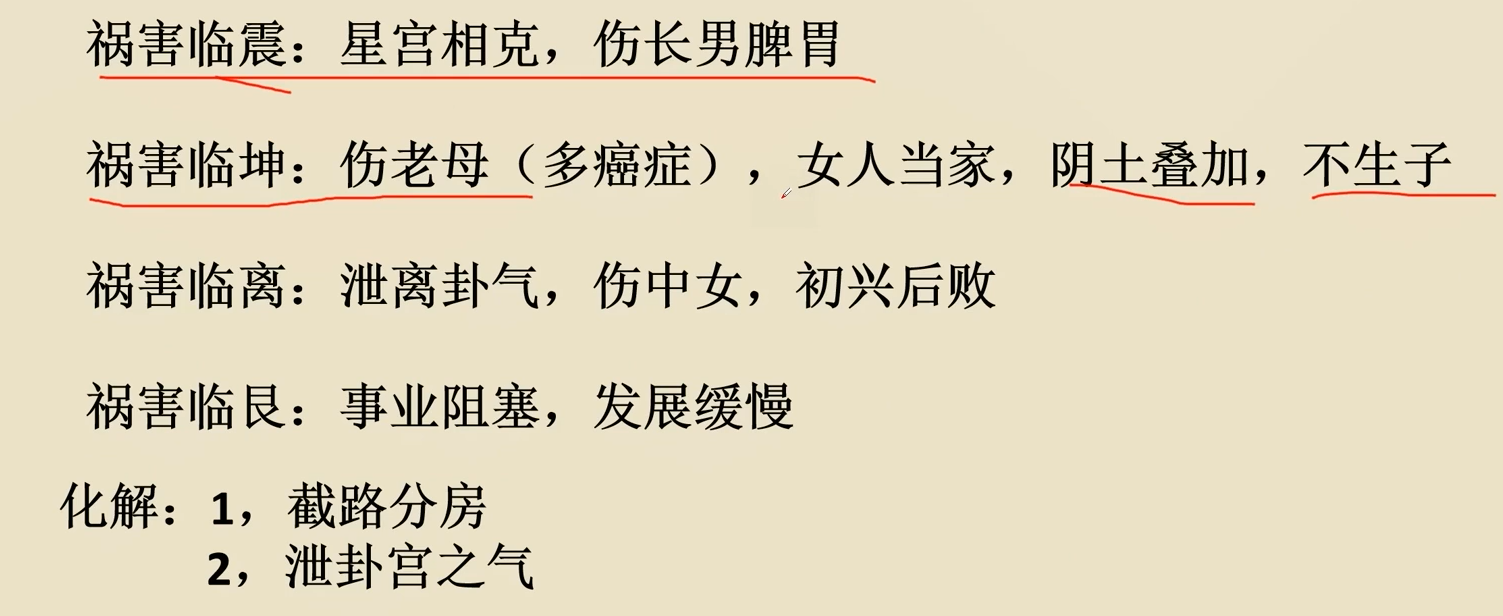 祸害临震：星宫相克，伤长男脾胃
祸害临坤：伤老母（多癌症），女人当家，阴土叠加，不生子
祸害临离：泄离卦气，伤中女，初兴后败
祸害临艮：事业阻塞，发展缓慢
化解：1，截路分房
2，泄卦宫之气